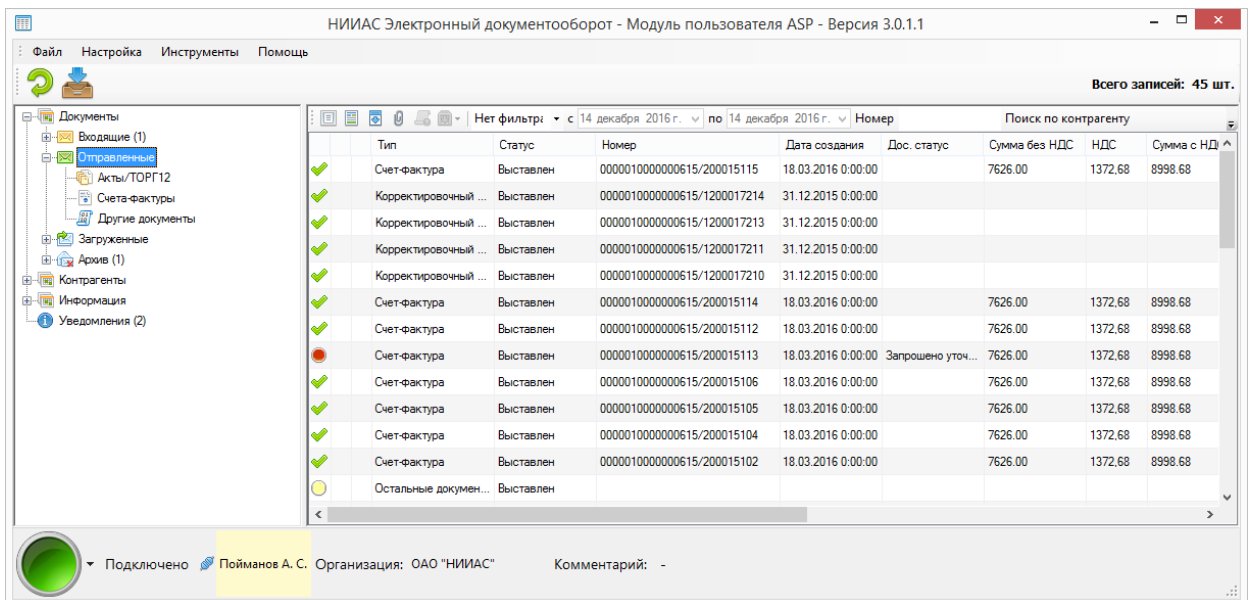 НИИАС Электронный документооборот - Модуль пользователя ASP - Версия 3.0.1.1
Файл Настройка Инструменты Помощь
Всего записей: 45 шт.
Документы
Входящие (1)
Отправленные
Акты/ТОРГ12
Счета-фактуры
Другие документы
Загруженные
Архив (1)
Контрагенты
Информация
Уведомления (2)
Нет фильтра с 14 декабря 2016 г. по 14 декабря 2016 г. Номер Поиск по контрагенту
Тип Статус Номер Дата создания Дос. статус Сумма без НДС НДС Сумма с НДС
Счет-фактура Выставлен 0000010000000615/200015115 18.03.2016 0:00:00 7626.00 1372,68 8998.68
Корректировочный ... Выставлен 0000010000000615/1200017214 31.12.2015 0:00:00
Корректировочный ... Выставлен 0000010000000615/1200017213 31.12.2015 0:00:00
Корректировочный ... Выставлен 0000010000000615/1200017211 31.12.2015 0:00:00
Корректировочный ... Выставлен 0000010000000615/1200017210 31.12.2015 0:00:00
Счет-фактура Выставлен 0000010000000615/200015114 18.03.2016 0:00:00 7626.00 1372,68 8998.68
Счет-фактура Выставлен 0000010000000615/200015112 18.03.2016 0:00:00 7626.00 1372,68 8998.68
Счет-фактура Выставлен 0000010000000615/200015113 18.03.2016 0:00:00 Запрошено уточ... 7626.00 1372,68 8998.68
Счет-фактура Выставлен 0000010000000615/200015106 18.03.2016 0:00:00 7626.00 1372,68 8998.68
Счет-фактура Выставлен 0000010000000615/200015105 18.03.2016 0:00:00 7626.00 1372,68 8998.68
Счет-фактура Выставлен 0000010000000615/200015104 18.03.2016 0:00:00 7626.00 1372,68 8998.68
Счет-фактура Выставлен 0000010000000615/200015102 18.03.2016 0:00:00 7626.00 1372,68 8998.68
Остальные докумен... Выставлен
Подключено Пойманов А. С. Организация: ОАО "НИИАС" Комментарий: -